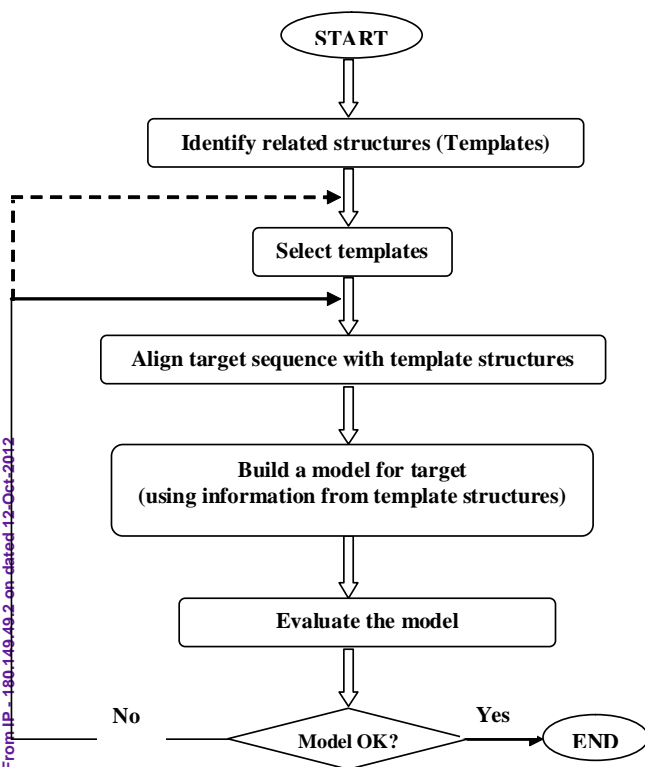 START
Identify related structures (Templates)
Select templates
Align target sequence with template structures
Build a model for target
(using information from template structures)
Evaluate the model
No
Yes
Model OK?
END
From IP - 180.149.49.2 on dated 12-Oct-2012